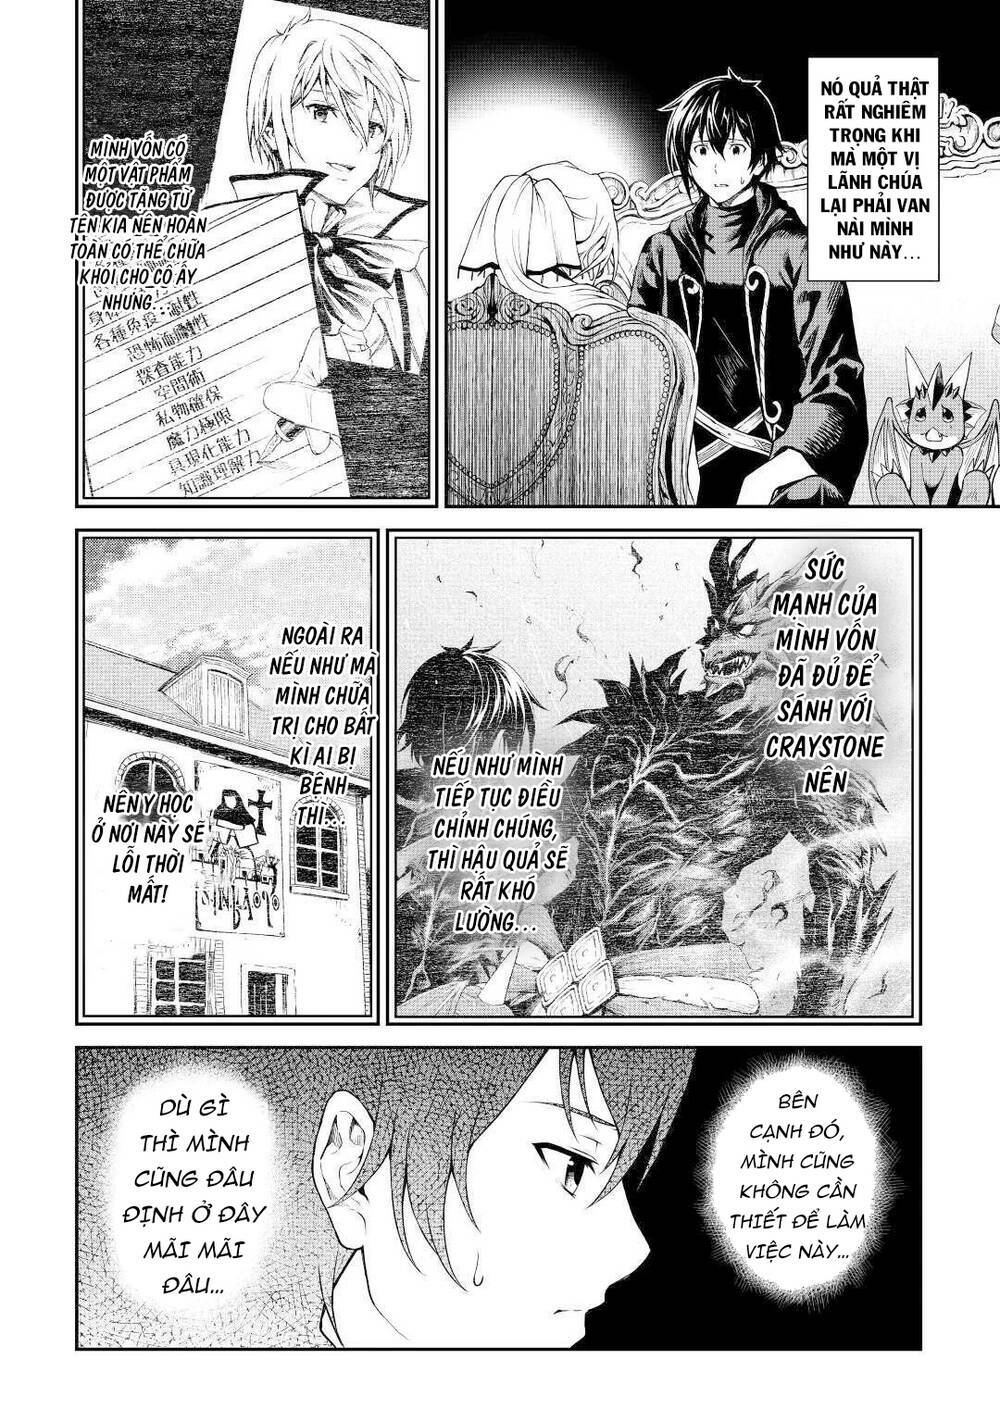 NÓ QUẢ THẬT
RẤT NGHIÊM
TRỌNG KHI
MÀ MỘT VỊ
LÃNH CHÚA
LẠI PHẢI VAN
NÀI MÌNH
NHƯ NÀY...
MÌNH VỐN CÓ
MỘT VẬT PHẨM
ĐƯỢC TẶNG TỪ
TÊN KIA NÊN HOÀN
TOÀN CÓ THỂ CHỮA
KHỎI CHO CÔ ẤY
NHƯNG...
各種免疫・耐性
恐怖耐性
探査能力
空間術
私物確保
魔力極限
具現化能力
知識理解力
SỨC
MẠNH CỦA
MÌNH VỐN
ĐÃ ĐỦ ĐỂ
SÁNH VỚI
CRAYSTONE
NÊN
NẾU NHƯ MÌNH
TIẾP TỤC ĐIỀU
CHỈNH CHÚNG,
THÌ HẬU QUẢ SẼ
RẤT KHÓ
LƯỜNG...
NGOÀI RA
NẾU NHƯ MÀ
MÌNH CHỮA
TRỊ CHO BẤT
KÌ AI BỊ
BỆNH
THÌ...
NÊN Y HỌC
Ở NƠI NÀY SẼ
LỖI THỜI
MẤT!
BÊN
CẠNH ĐÓ,
MÌNH CŨNG
KHÔNG CẦN
THIẾT ĐỂ LÀM
VIỆC NÀY...
DÙ GÌ
THÌ MÌNH
CŨNG ĐÂU
ĐỊNH Ở ĐÂY
MÃI MÃI
ĐÂU...